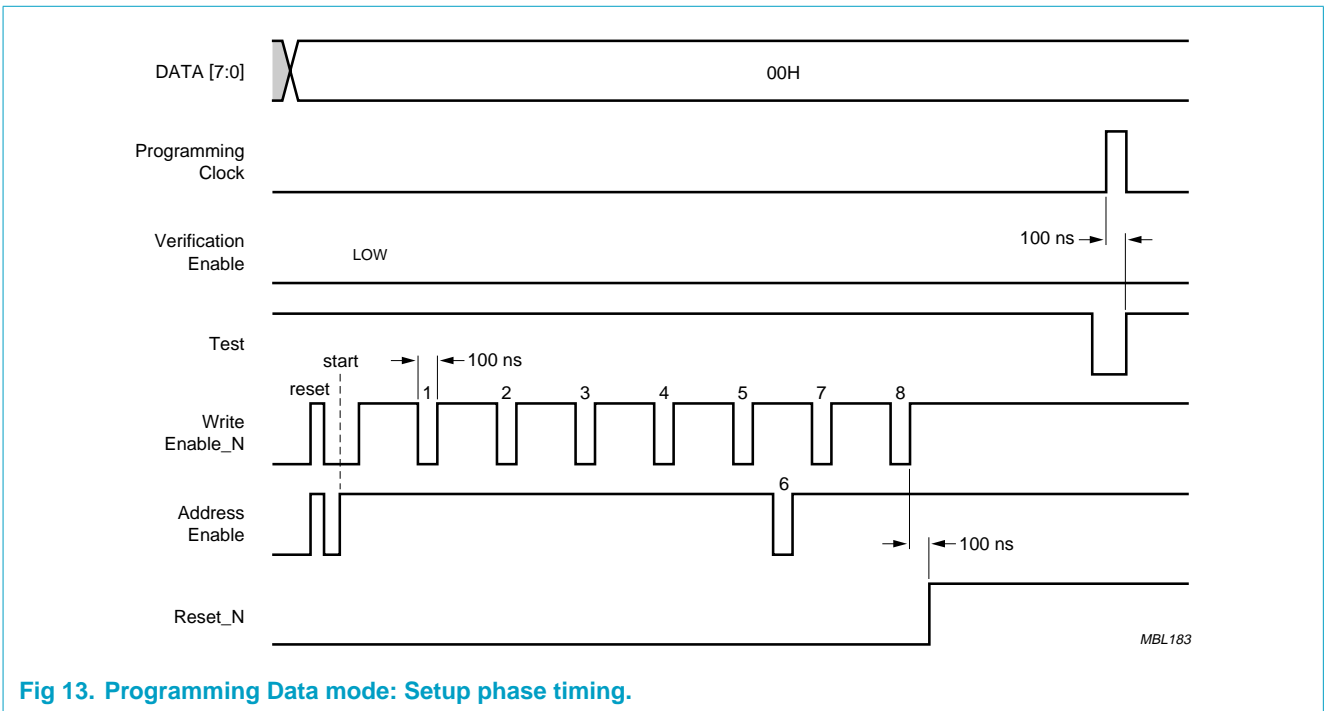 DATA [7:0]
00H
Programming
Clock
Verification
Enable
LOW
100 ns
Test
start
100 ns
reset
1
2
3
4
5
7
8
Write
Enable_N
6
Address
Enable
100 ns
Reset_N
MBL183
Fig 13. Programming Data mode: Setup phase timing.